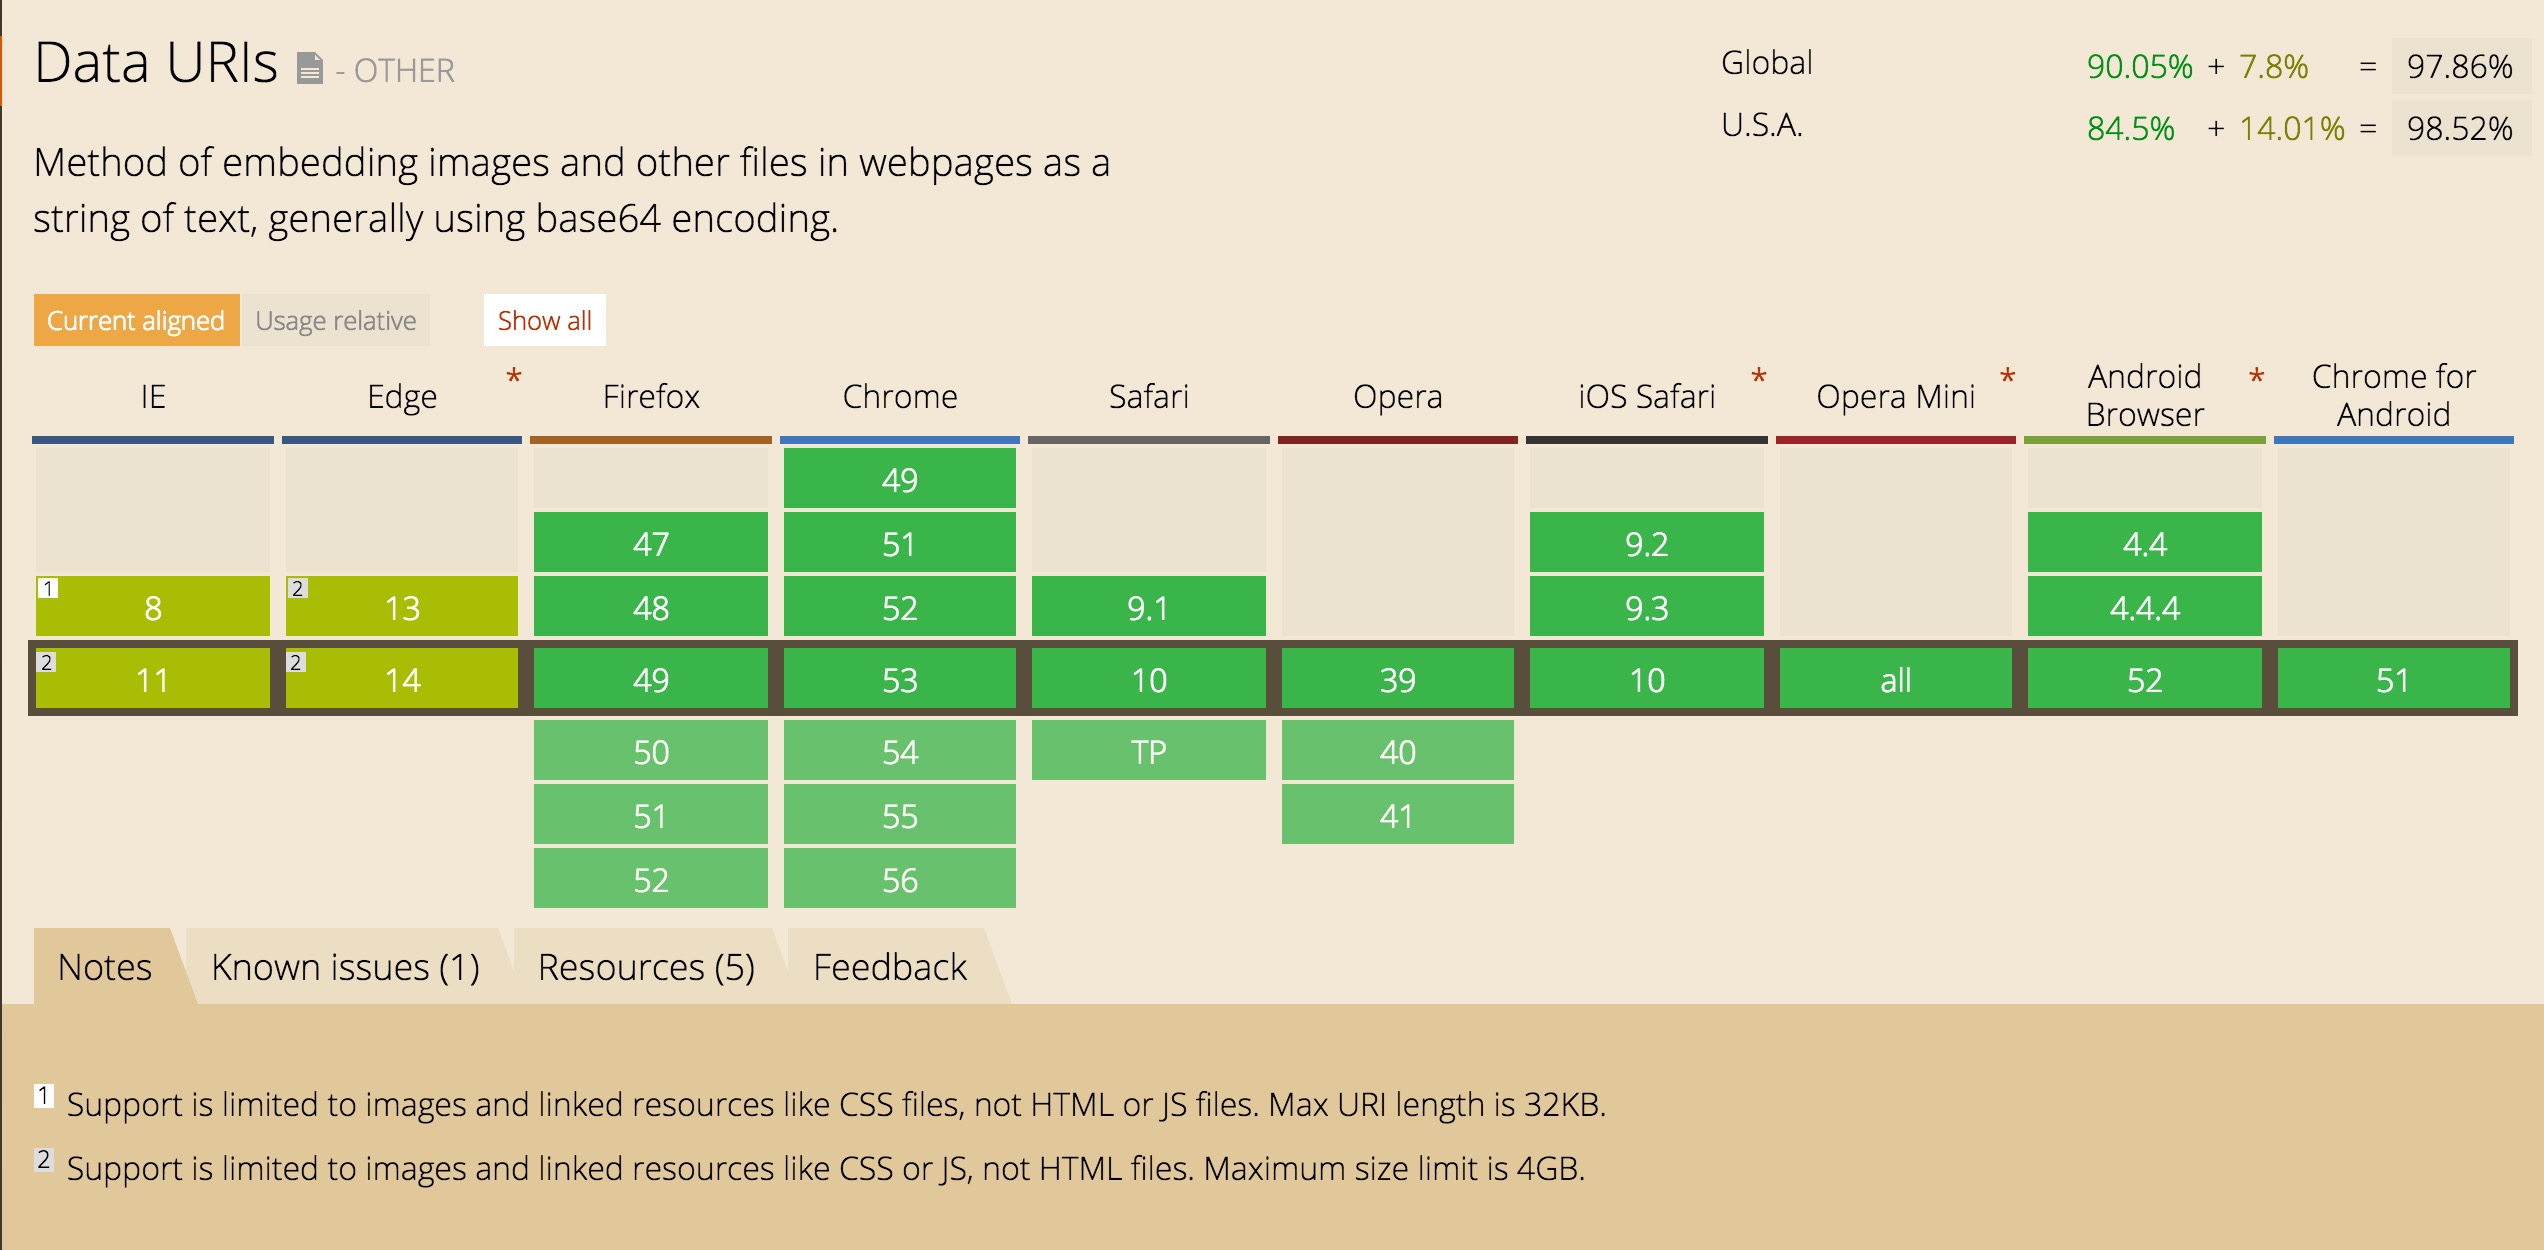 Data URIs - OTHER
Global 90.05% + 7.8% = 97.86%
U.S.A. 84.5% + 14.01% = 98.52%
Method of embedding images and other files in webpages as a
string of text, generally using base64 encoding.
Current aligned Usage relative Show all
IE Edge * Firefox Chrome Safari Opera iOS Safari * Opera Mini * Android Browser * Chrome for Android
49
47 51 9.2 4.4
1 8 2 13 48 52 9.1 9.3 4.4.4
2 11 2 14 49 53 10 39 10 all 52 51
50 54 TP 40
51 55 41
52 56
Notes Known issues (1) Resources (5) Feedback
1 Support is limited to images and linked resources like CSS files, not HTML or JS files. Max URI length is 32KB.
2 Support is limited to images and linked resources like CSS or JS, not HTML files. Maximum size limit is 4GB.